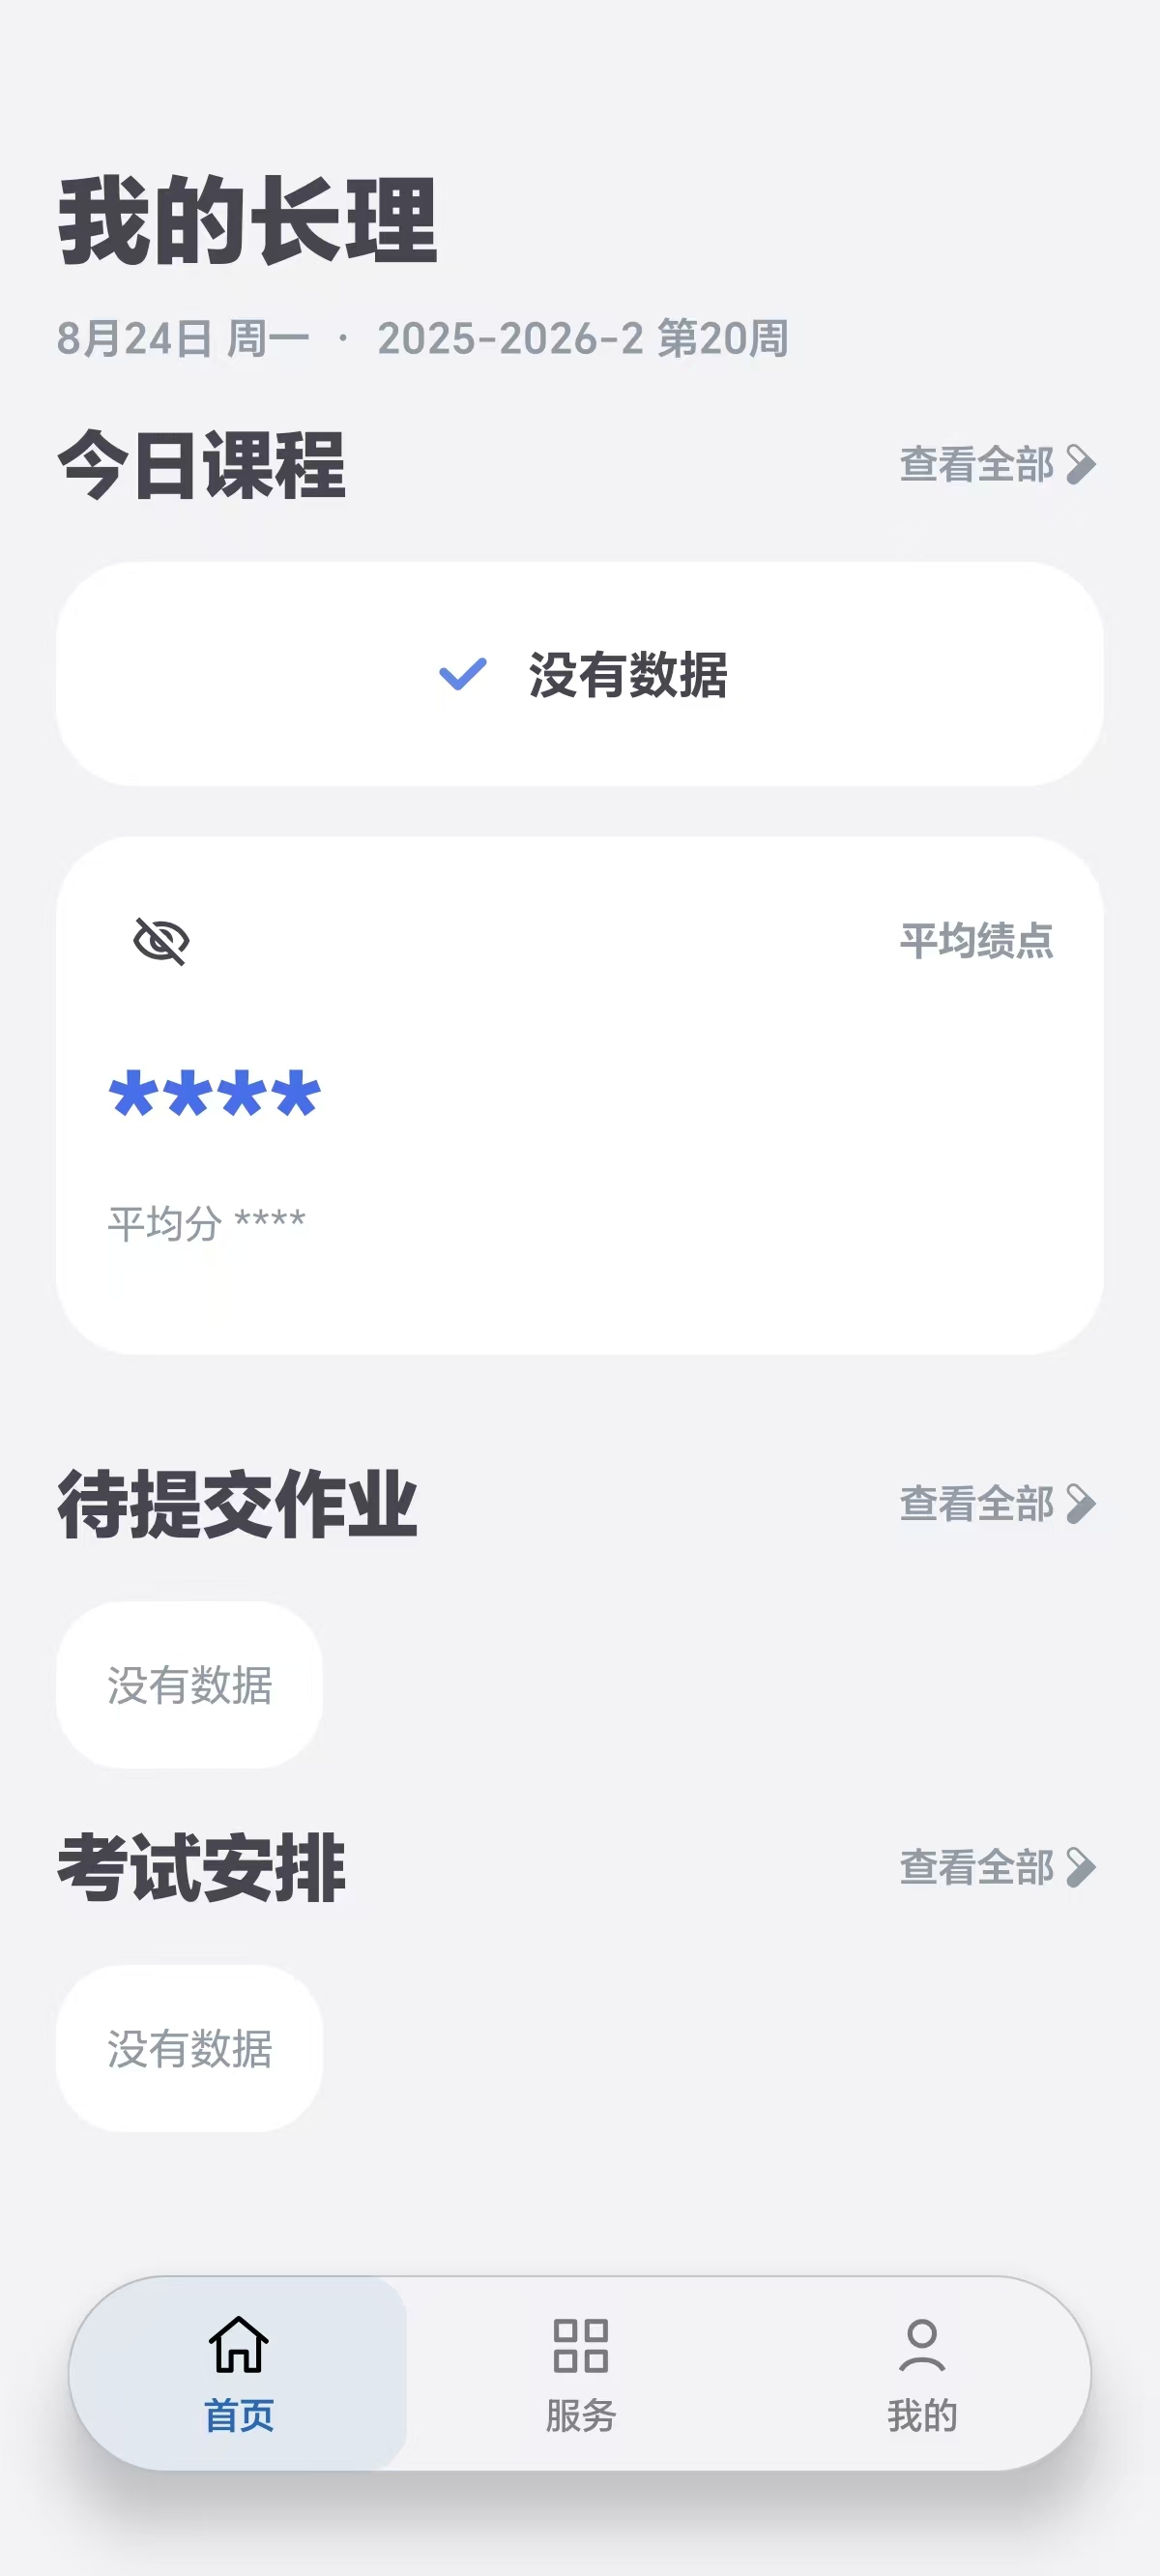 我的长理
8月24日 周一 · 2025-2026-2 第20周
今日课程 查看全部
没有数据
平均绩点
****
平均分 ****
待提交作业 查看全部
没有数据
考试安排 查看全部
没有数据
首页 服务 我的